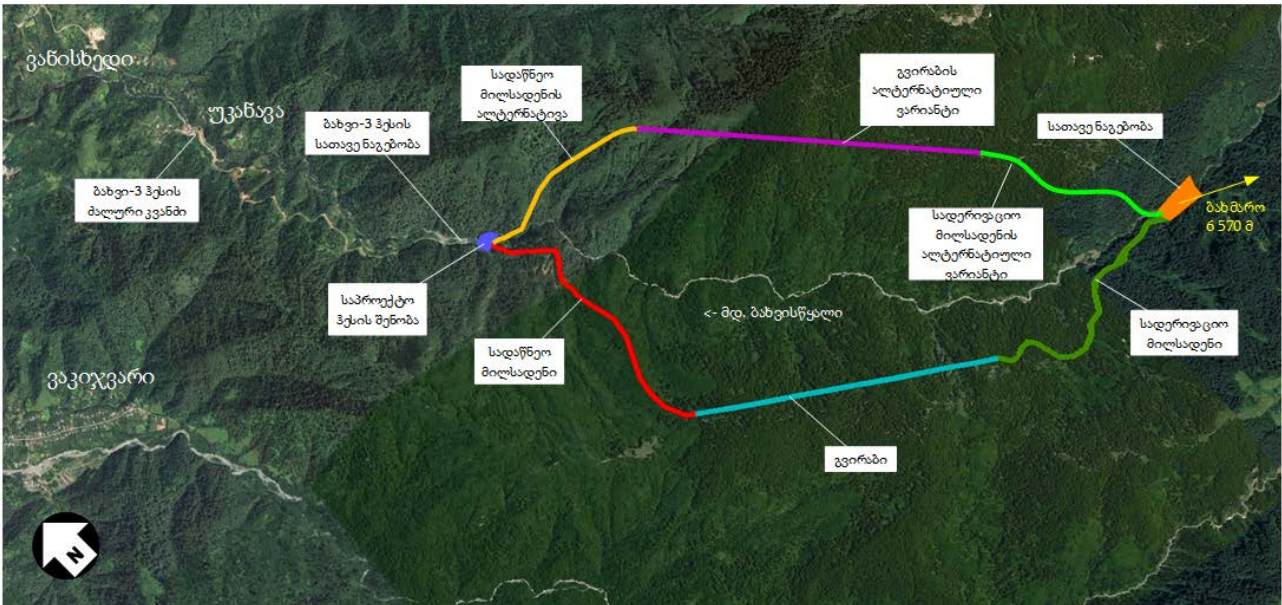 ვანისხედი
უკანავა
ბახვი-3 ჰესის
სათავე ნაგებობა
სადაწნეო
მილსადენის
ალტერნატივა
გვირაბის
ალტერნატიული
ვარიანტი
სათავე ნაგებობა
ბახვი-3 ჰესის
ძალური კვანძი
ბახმარო
6 570 მ
სადერივაციო
მილსადენის
ალტერნატიული
ვარიანტი
საპროექტო
ჰესის შენობა
<- მდ. ბახვისწყალი
სადერივაციო
მილსადენი
სადაწნეო
მილსადენი
ვაკიჯვარი
გვირაბი
N